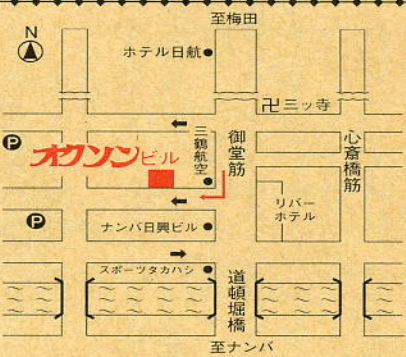 至梅田
N
ホテル日航
卍三ッ寺
P
オクソンビル
三鶴航空
御堂筋
心斎橋筋
リバー
ホテル
P
ナンバ日興ビル
スポーツタカハシ
道頓堀橋
至ナンバ